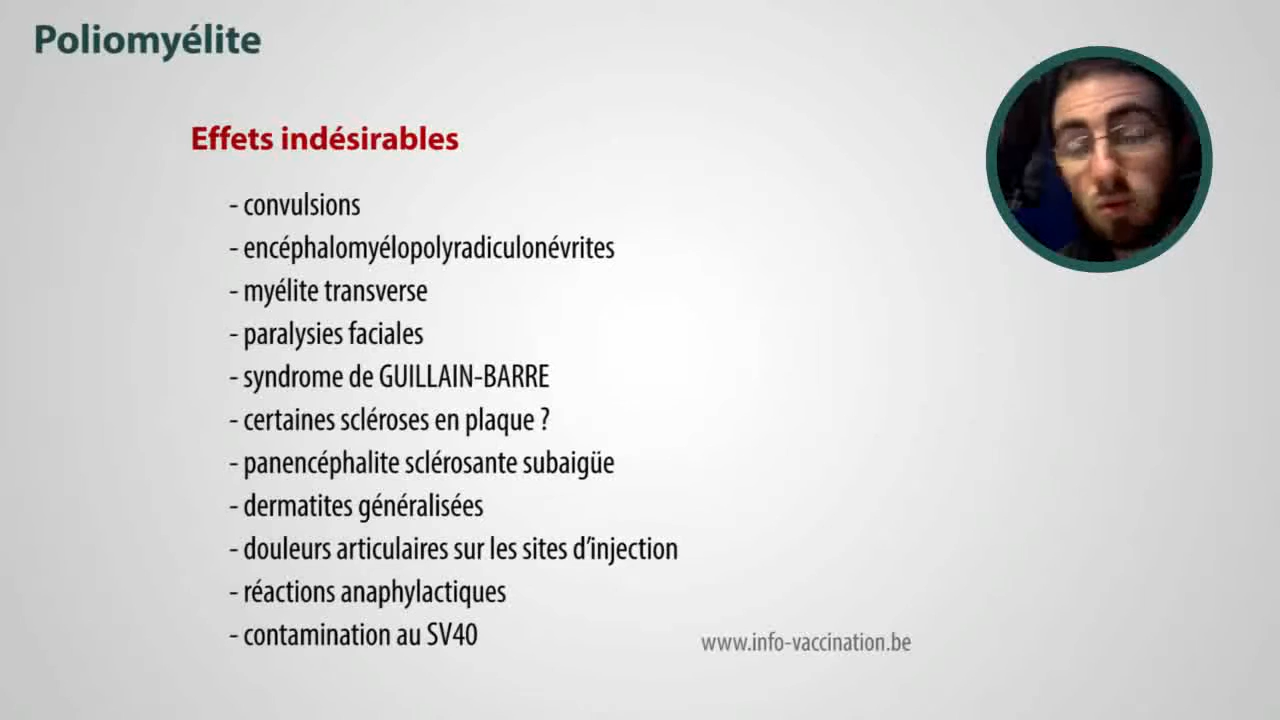 Poliomyélite
Effets indésirables
- convulsions
- encéphalomyélopolyradiculonévrites
- myélite transverse
- paralysies faciales
- syndrome de GUILLAIN-BARRE
- certaines scléroses en plaque ?
- panencéphalite sclérosante subaigüe
- dermatites généralisées
- douleurs articulaires sur les sites d'injection
- réactions anaphylactiques
- contamination au SV40
www.info-vaccination.be